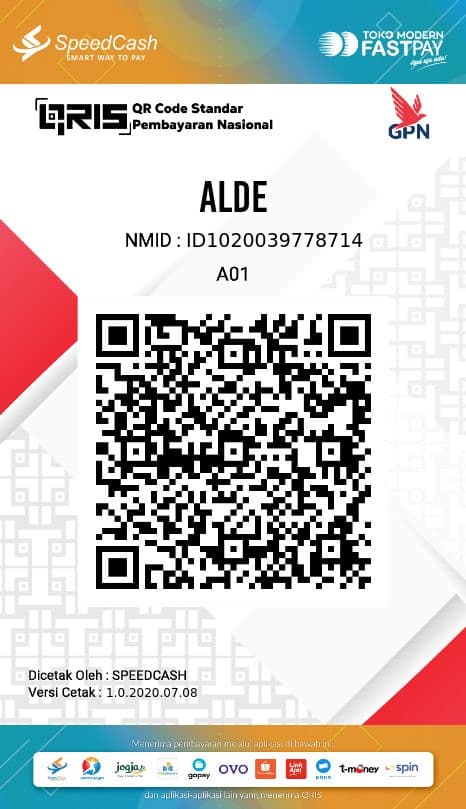 SpeedCash
SMART WAY TO PAY
TOKO MODERN
FASTPAY
Apa aja ada!
QRIS
QR Code Standar
Pembayaran Nasional
GPN
ALDE
NMID : ID1020039778714
A01
Dicetak Oleh : SPEEDCASH
Versi Cetak : 1.0.2020.07.08
Menerima pembayaran melalui aplikasi di bawah ini
jogja
gopay
OVO
Link Aja!
t-money
spin
dan aplikasi-aplikasi lain yang menerima QRIS